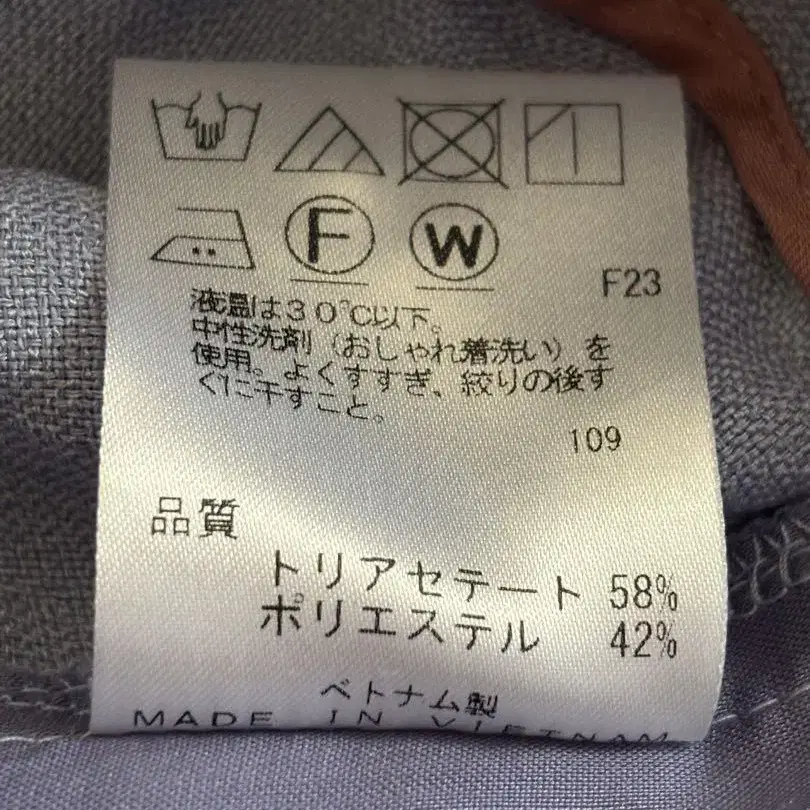 F
W
F23
液温は30℃以下。
中性洗剤（おしゃれ着洗い）を
使用。よくすすぎ、絞りの後す
ぐに干すこと。
109
品質
トリアセテート 58%
ポリエステル 42%
ベトナム製
MADE IN VIETNAM